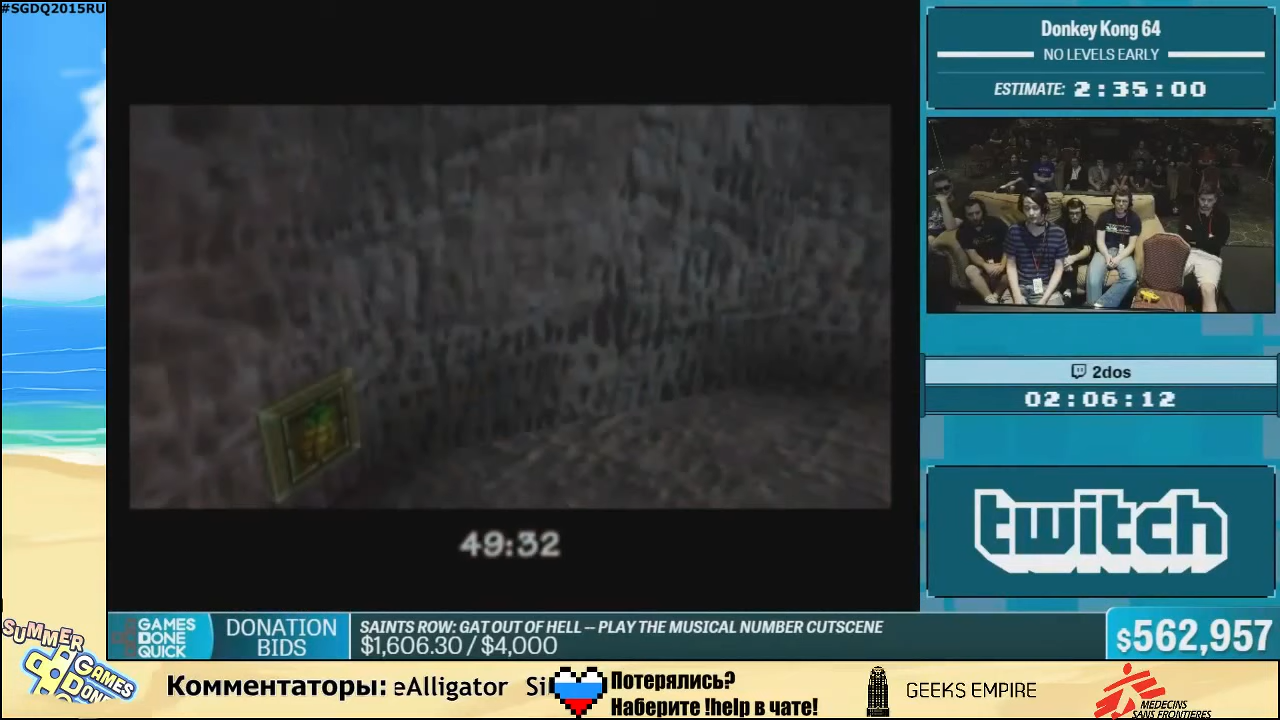 #SGDQ2015RU
Donkey Kong 64
NO LEVELS EARLY
ESTIMATE: 2:35:00
2dos
02:06:12
twitch
49:32
GAMES DONE QUICK
DONATION BIDS
SAINTS ROW: GAT OUT OF HELL -- PLAY THE MUSICAL NUMBER CUTSCENE
$1,606.30 / $4,000
$562,957
SUMMER GAMES DONE
Комментаторы: eAlligator Si
Потерялись?
Наберите !help в чате!
GEEKS EMPIRE
MEDECINS
SANS FRONTIERES